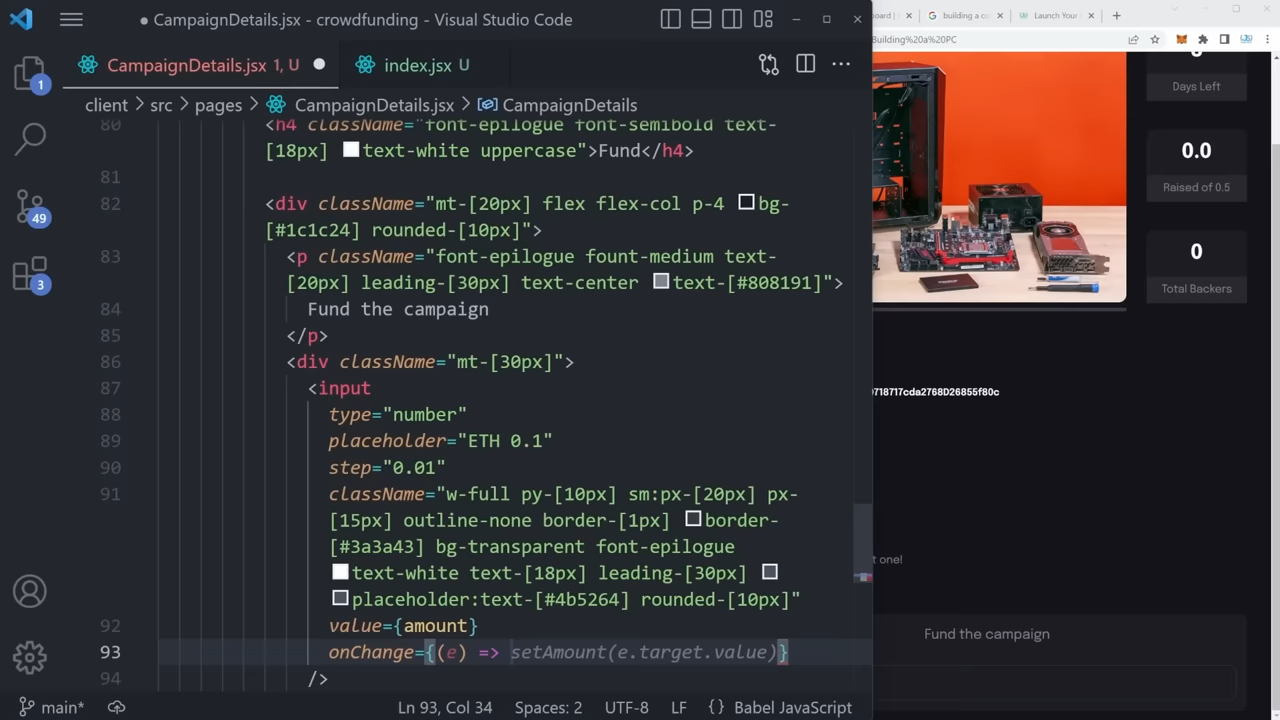 CampaignDetails.jsx - crowdfunding - Visual Studio Code
building a c
Launch Your
Building%20a%20PC
CampaignDetails.jsx 1, U
index.jsx U
client > src > pages > CampaignDetails.jsx > CampaignDetails
80 <h4 className="font-epilogue font-semibold text-
[18px] text-white uppercase">Fund</h4>
81
82 <div className="mt-[20px] flex flex-col p-4 bg-
[#1c1c24] rounded-[10px]">
83 <p className="font-epilogue fount-medium text-
[20px] leading-[30px] text-center text-[#808191]">
84 Fund the campaign
85 </p>
86 <div className="mt-[30px]">
87 <input
88 type="number"
89 placeholder="ETH 0.1"
90 step="0.01"
91 className="w-full py-[10px] sm:px-[20px] px-
[15px] outline-none border-[1px] border-
[#3a3a43] bg-transparent font-epilogue
text-white text-[18px] leading-[30px]
placeholder:text-[#4b5264] rounded-[10px]"
92 value={amount}
93 onChange={(e) => setAmount(e.target.value)}
94 />
1
49
3
main*
Ln 93, Col 34
Spaces: 2
UTF-8
LF
{} Babel JavaScript
Days Left
0.0
Raised of 0.5
0
Total Backers
718717cda2768D26855f80c
t one!
Fund the campaign